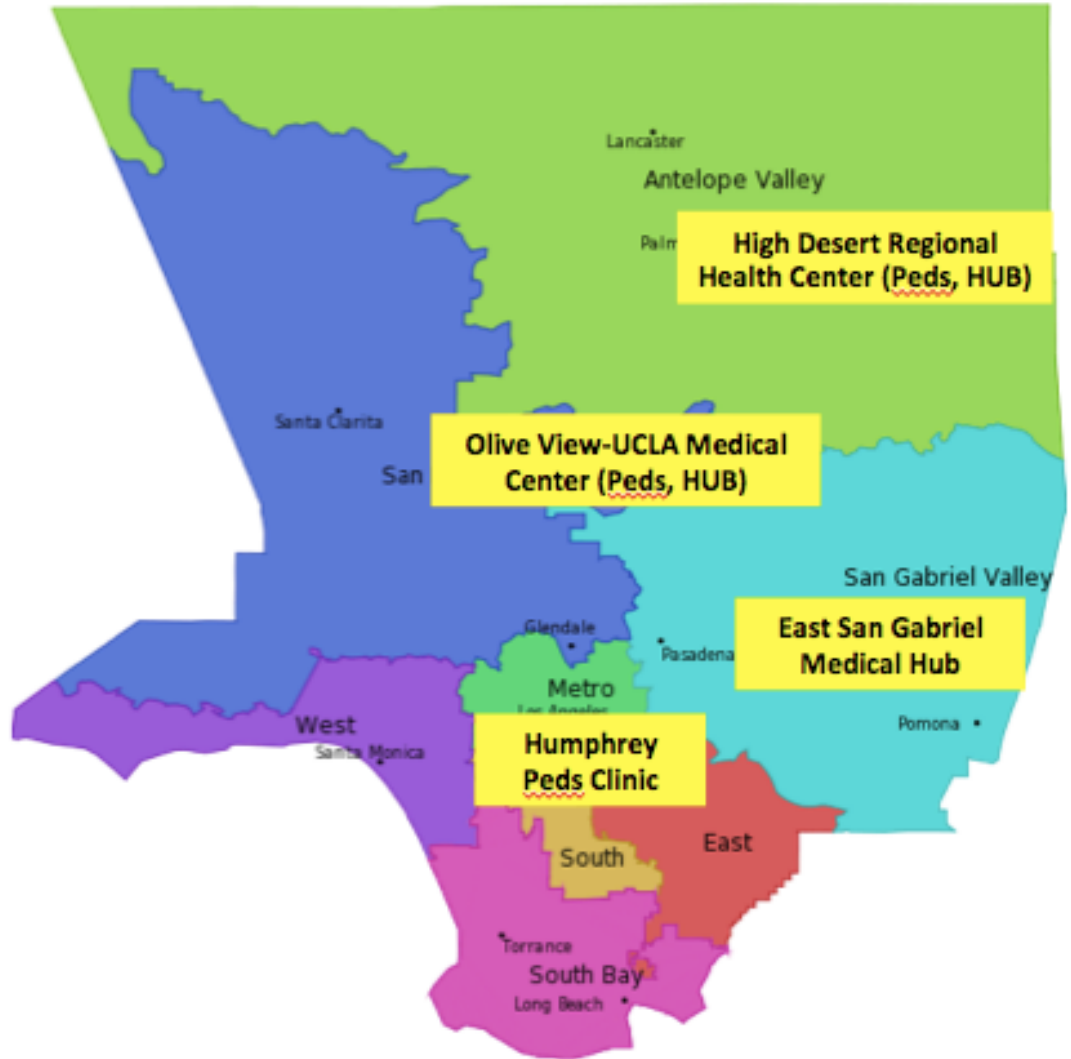 Lancaster
Antelope Valley
Palm
High Desert Regional
Health Center (Peds, HUB)
Santa Clarita
San
Olive View-UCLA Medical
Center (Peds, HUB)
San Gabriel Valley
Glendale
Pasadena
East San Gabriel
Medical Hub
Metro
Los Angeles
West
Santa Monica
Pomona
Humphrey
Peds Clinic
South
East
Torrance
South Bay
Long Beach